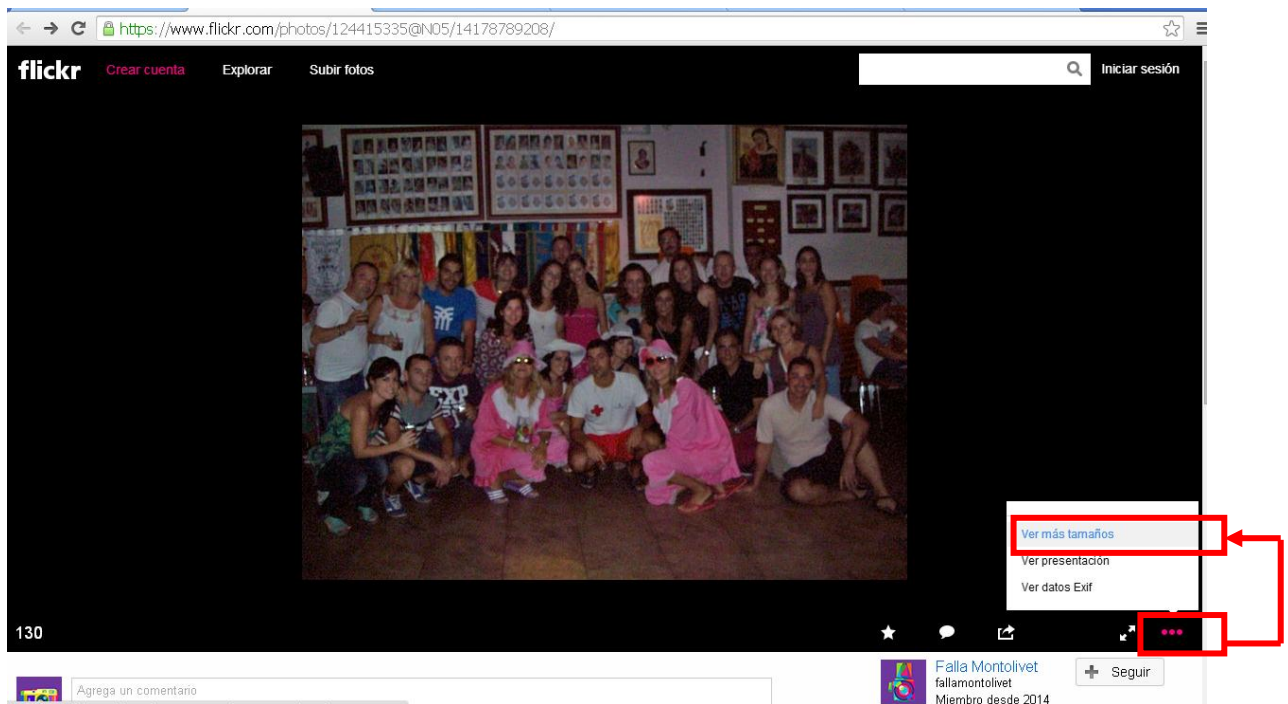 https://www.flickr.com/photos/124415335@N05/14178789208/
flickr Crear cuenta Explorar Subir fotos Iniciar sesión
EXP
Ver más tamaños
Ver presentación
Ver datos Exif
130
Agrega un comentario
Falla Montolivet
fallamontolivet
Miembro desde 2014
Seguir